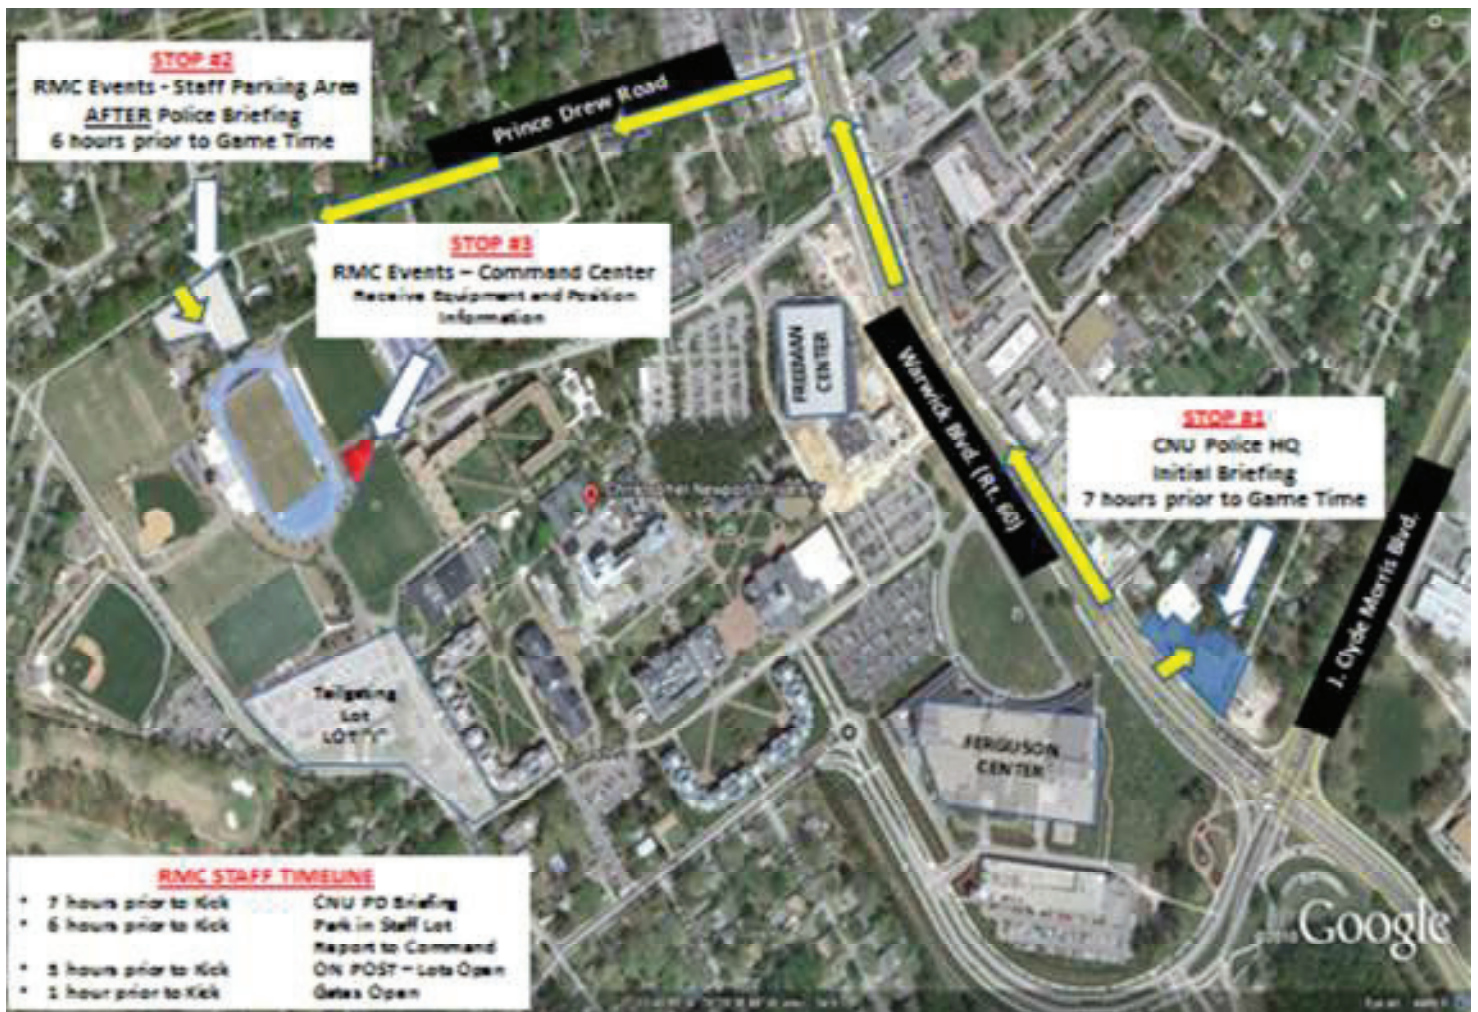 STOP #2
RMC Events - Staff Parking Area
AFTER Police Briefing
6 hours prior to Game Time
Prince Drew Road
STOP #3
RMC Events – Command Center
Receive Equipment and Position
Information
FREEMAN
CENTER
Warwick Blvd. (Rt. 60)
STOP #1
CNU Police HQ
Initial Briefing
7 hours prior to Game Time
J. Clyde Morris Blvd.
Tailgating
Lot
LOT
FERGUSON
CENTER
RMC STAFF TIMELINE
• 7 hours prior to Kick CNU PD Briefing
• 6 hours prior to Kick Park in Staff Lot
Report to Command
• hours prior to Kick ON POST – Lots Open
• 1 hour prior to Kick Gates Open
Google